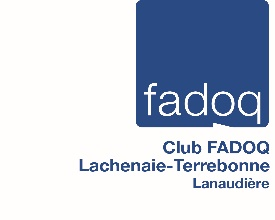 fadoq
Club FADOQ
Lachenaie-Terrebonne
Lanaudière